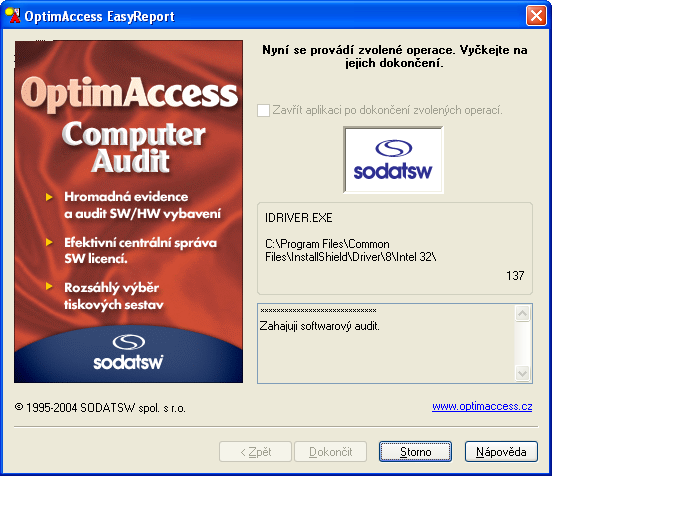 OptimAccess EasyReport
Nyní se provádí zvolené operace. Vyčkejte na
jejich dokončení.
OptimAccess
Computer
Audit
Hromadná evidence
a audit SW/HW vybavení
Efektivní centrální správa
SW licencí.
Rozsáhlý výběr
tiskových sestav
sodatsw
Zavřít aplikaci po dokončení zvolených operací.
sodatsw
IDRIVER.EXE
C:\Program Files\Common
Files\InstallShield\Driver\8\Intel 32\
137
xxxxxxxxxxxxxxxxxxxxxxxxxxxxx
Zahajuji softwarový audit.
© 1995-2004 SODATSW spol. s r.o.
www.optimaccess.cz
< Zpět
Dokončit
Storno
Nápověda